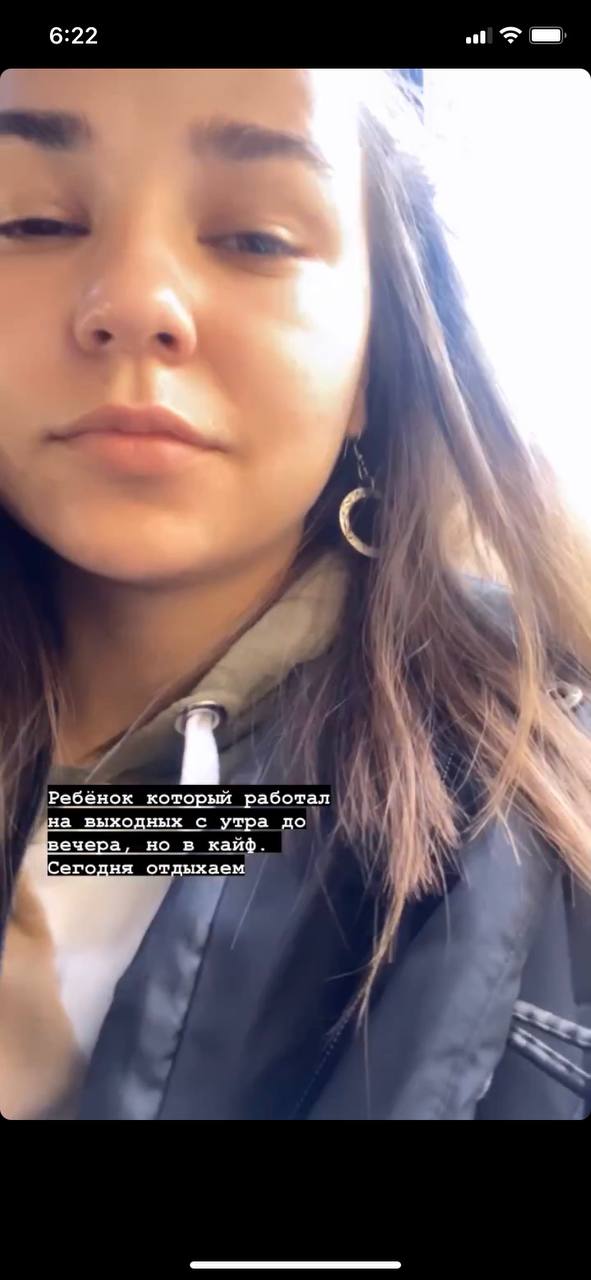 6:22
Ребёнок который работал
на выходных с утра до
вечера, но в кайф.
Сегодня отдыхаем